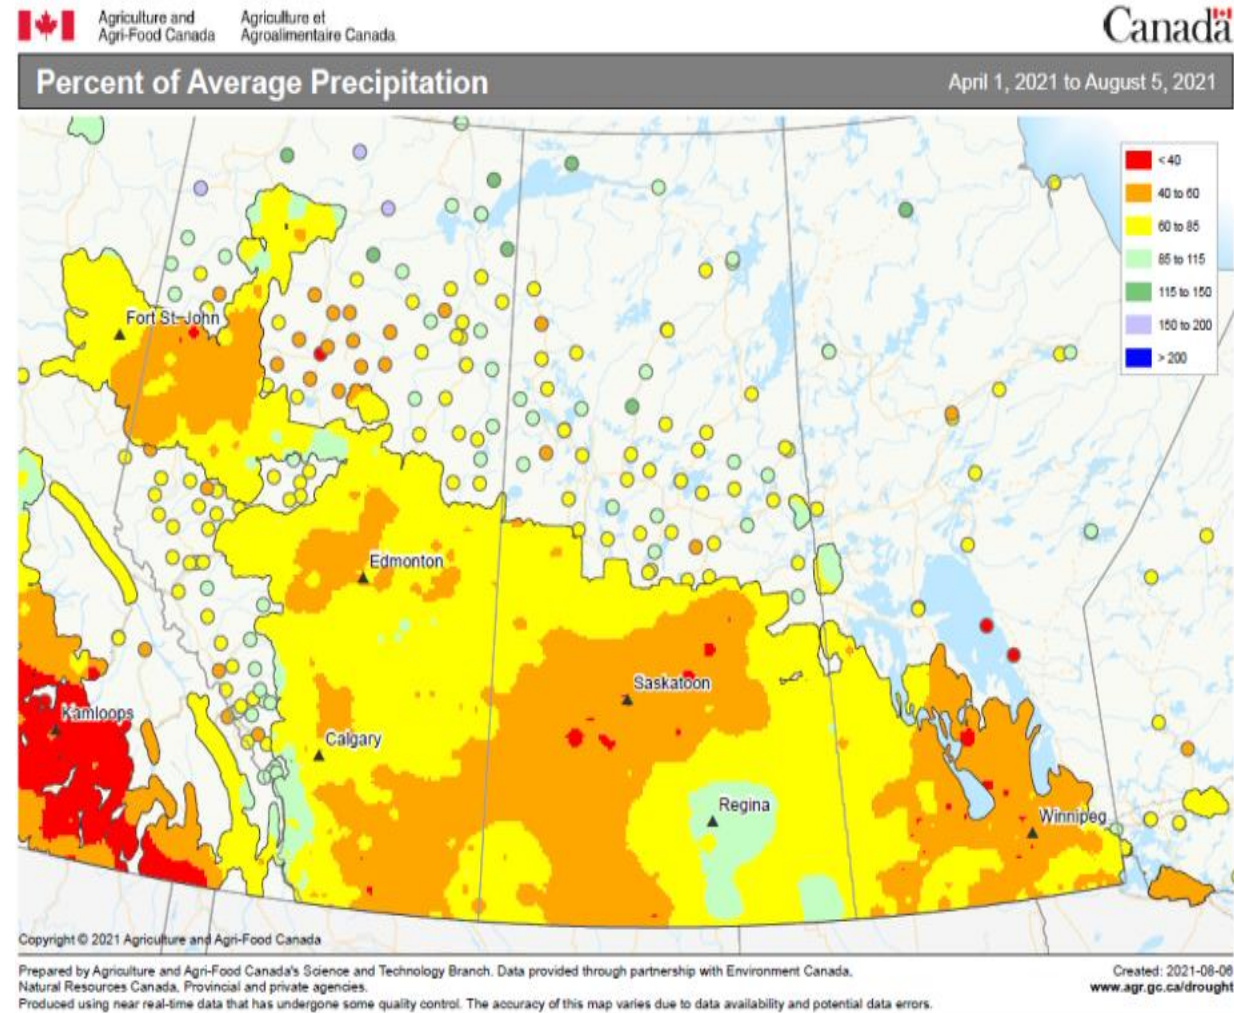 Agriculture and Agriculture et
Agri-Food Canada Agroalimentaire Canada
Canada
Percent of Average Precipitation
April 1, 2021 to August 5, 2021
< 40
40 to 60
60 to 85
85 to 115
115 to 150
150 to 200
> 200
Fort St. John
Edmonton
Saskatoon
Kamloops
Calgary
Regina
Winnipeg
Copyright © 2021 Agriculture and Agri-Food Canada
Prepared by Agriculture and Agri-Food Canada's Science and Technology Branch. Data provided through partnership with Environment Canada,
Natural Resources Canada, Provincial and private agencies.
Produced using near real-time data that has undergone some quality control. The accuracy of this map varies due to data availability and potential data errors.
Created: 2021-08-06
www.agr.gc.ca/drought